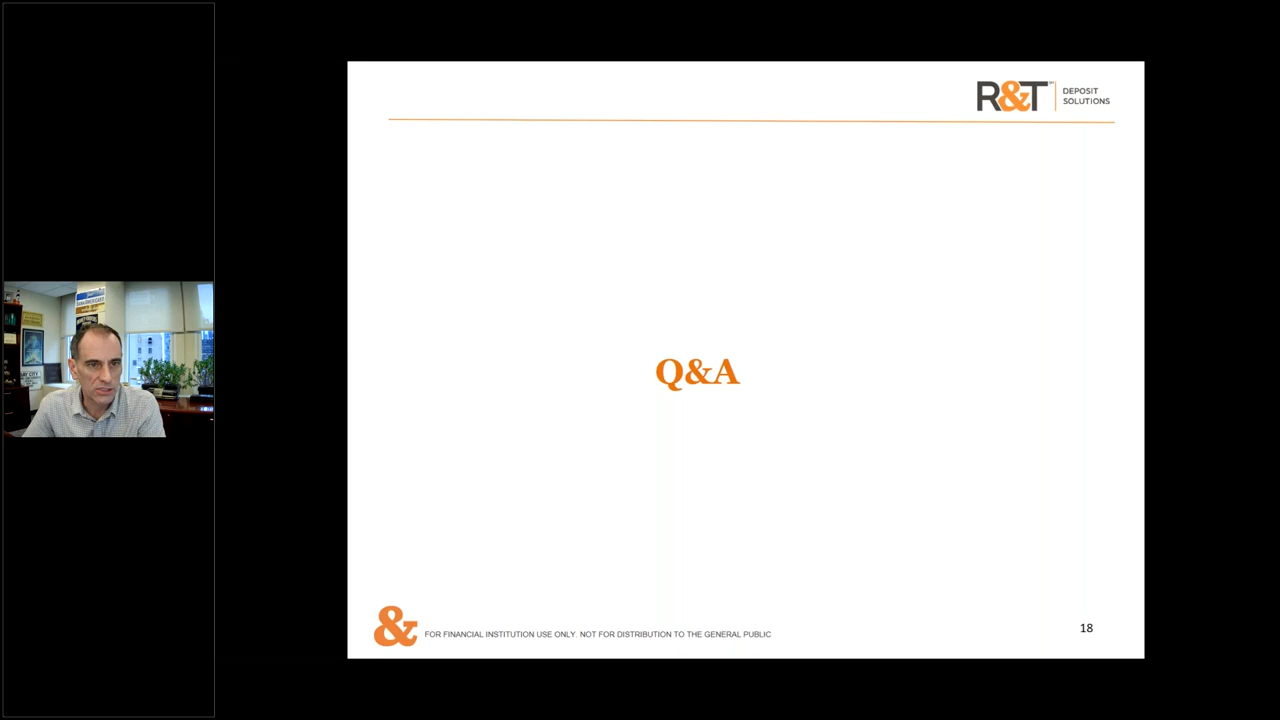 R&T
DEPOSIT
SOLUTIONS
Q&A
&
FOR FINANCIAL INSTITUTION USE ONLY. NOT FOR DISTRIBUTION TO THE GENERAL PUBLIC
18